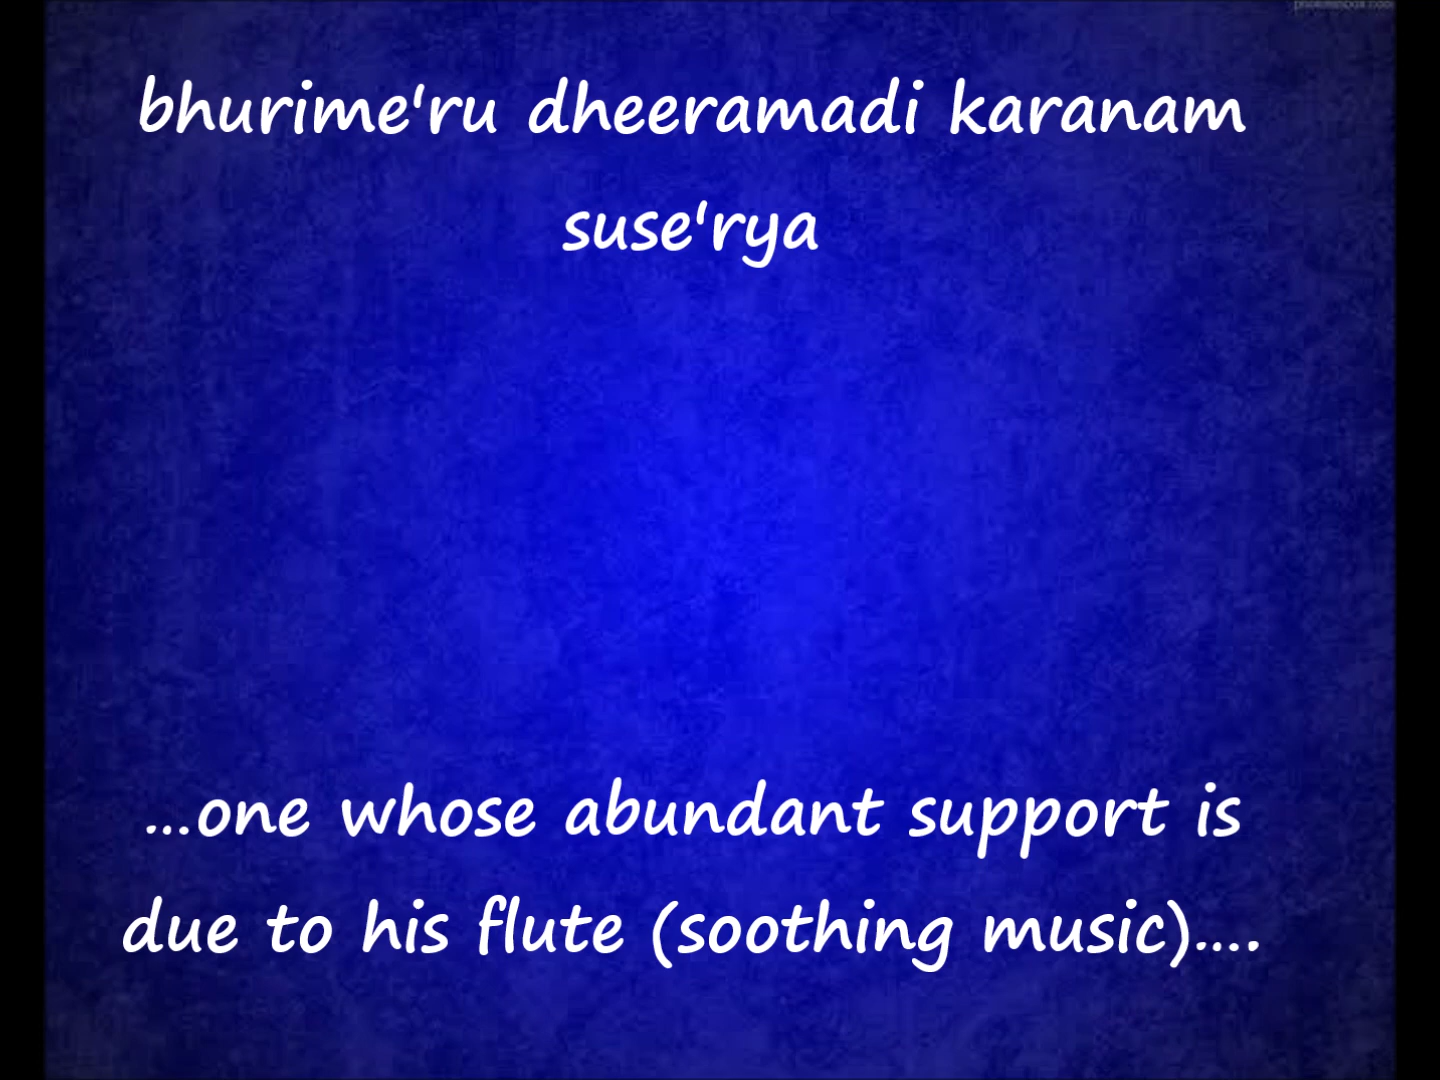 bhurime'ru dheeramadi karanam
suse'rya
...one whose abundant support is
due to his flute (soothing music)....